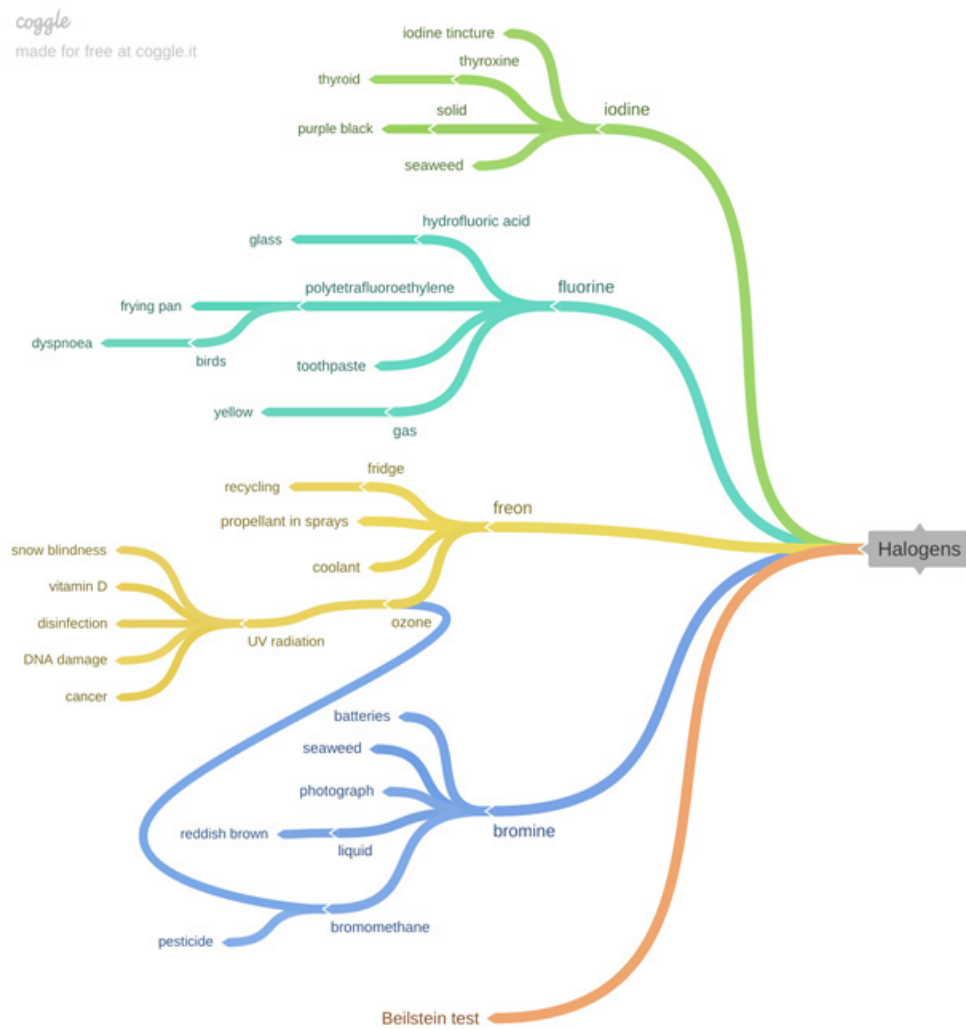 coggle
made for free at coggle.it
iodine tincture
thyroxine
thyroid
solid
purple black
seaweed
iodine
hydrofluoric acid
glass
polytetrafluoroethylene
frying pan
birds
dyspnoea
toothpaste
yellow
gas
fluorine
fridge
recycling
propellant in sprays
coolant
ozone
freon
UV radiation
snow blindness
vitamin D
disinfection
DNA damage
cancer
Halogens
batteries
seaweed
photograph
reddish brown
liquid
bromine
bromomethane
pesticide
Beilstein test